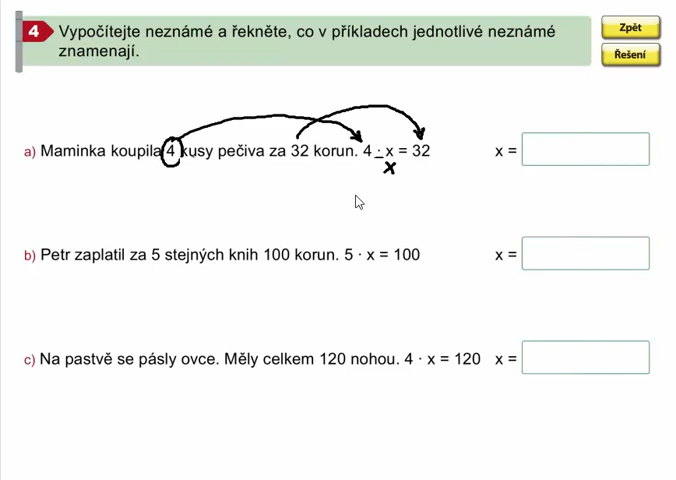 4 Vypočítejte neznámé a řekněte, co v příkladech jednotlivé neznámé
znamenají.
Zpět
Řešení
a) Maminka koupila 4 kusy pečiva za 32 korun. 4 · x = 32 x =
x
b) Petr zaplatil za 5 stejných knih 100 korun. 5 · x = 100 x =
c) Na pastvě se pásly ovce. Měly celkem 120 nohou. 4 · x = 120 x =